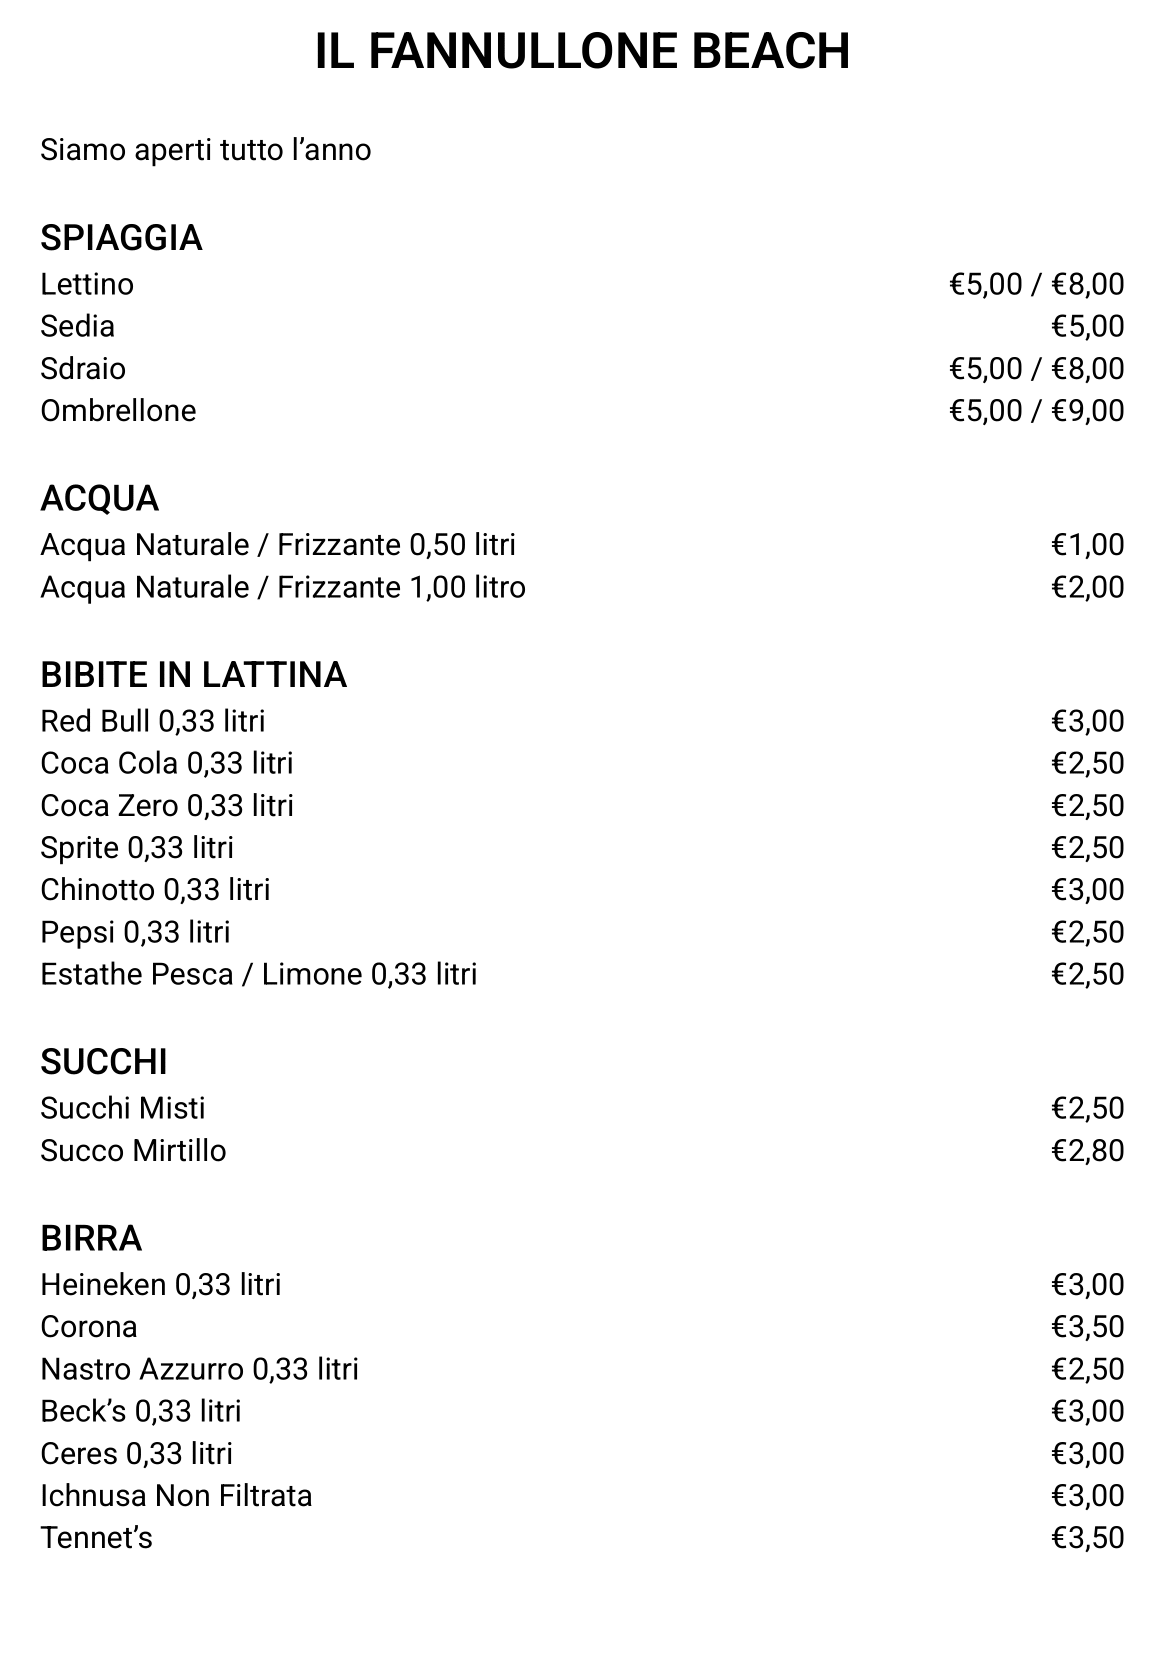 IL FANNULLONE BEACH
Siamo aperti tutto l’anno
SPIAGGIA
Lettino €5,00 / €8,00
Sedia €5,00
Sdraio €5,00 / €8,00
Ombrellone €5,00 / €9,00
ACQUA
Acqua Naturale / Frizzante 0,50 litri €1,00
Acqua Naturale / Frizzante 1,00 litro €2,00
BIBITE IN LATTINA
Red Bull 0,33 litri €3,00
Coca Cola 0,33 litri €2,50
Coca Zero 0,33 litri €2,50
Sprite 0,33 litri €2,50
Chinotto 0,33 litri €3,00
Pepsi 0,33 litri €2,50
Estathe Pesca / Limone 0,33 litri €2,50
SUCCHI
Succhi Misti €2,50
Succo Mirtillo €2,80
BIRRA
Heineken 0,33 litri €3,00
Corona €3,50
Nastro Azzurro 0,33 litri €2,50
Beck’s 0,33 litri €3,00
Ceres 0,33 litri €3,00
Ichnusa Non Filtrata €3,00
Tennet’s €3,50